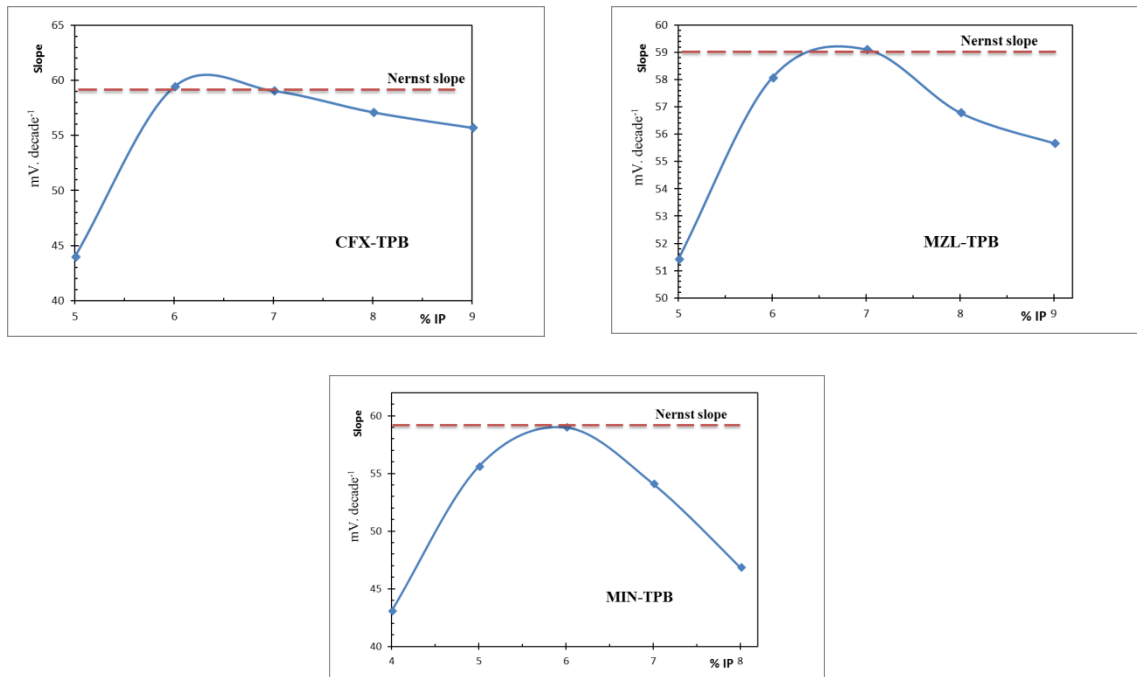 65
60
55
50
45
40
Slope
mV. decade-1
Nernst slope
CFX-TPB
5
6
7
8
9
% IP
60
59
58
57
56
55
54
53
52
51
50
Slope
mV. decade-1
Nernst slope
MZL-TPB
5
6
7
8
9
% IP
60
55
50
45
40
Slope
mV. decade-1
Nernst slope
MIN-TPB
4
5
6
7
8
% IP